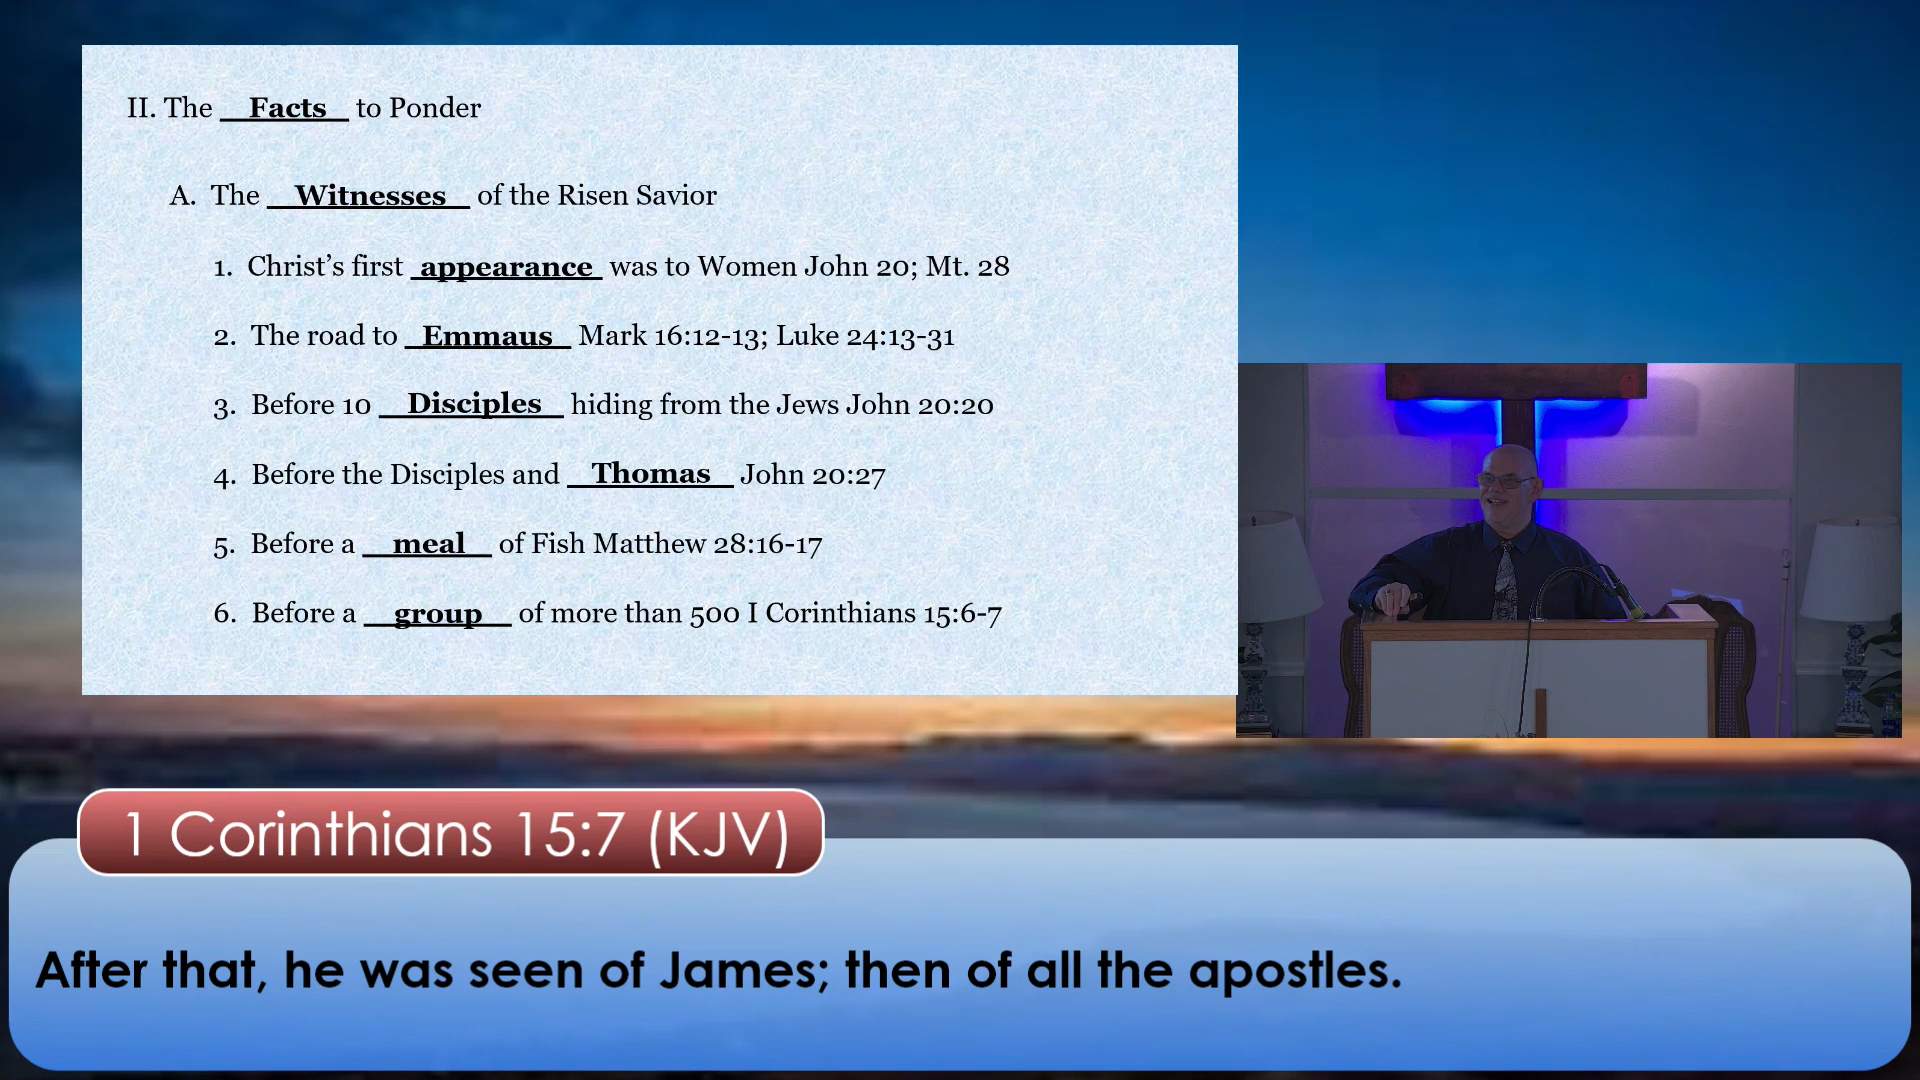 II. The Facts to Ponder
A. The Witnesses of the Risen Savior
1. Christ’s first appearance was to Women John 20; Mt. 28
2. The road to Emmaus Mark 16:12-13; Luke 24:13-31
3. Before 10 Disciples hiding from the Jews John 20:20
4. Before the Disciples and Thomas John 20:27
5. Before a meal of Fish Matthew 28:16-17
6. Before a group of more than 500 I Corinthians 15:6-7
1 Corinthians 15:7 (KJV)
After that, he was seen of James; then of all the apostles.